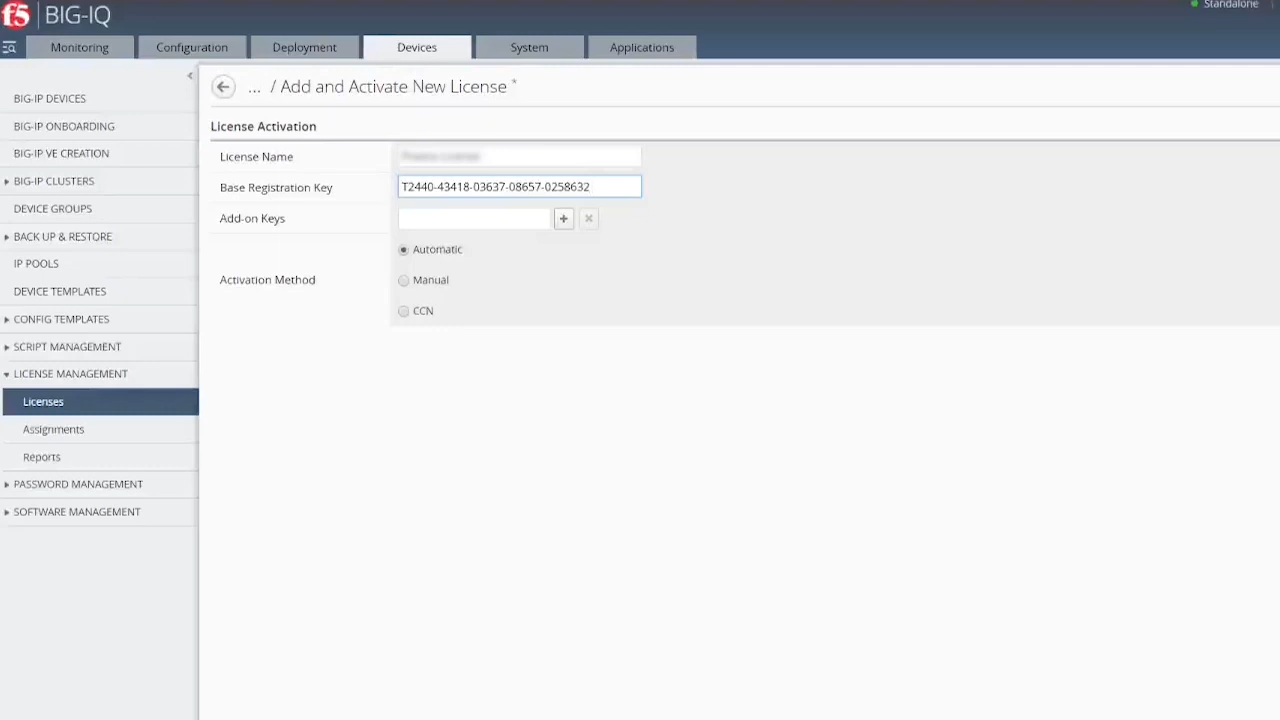 f5 BIG-IQ
Standalone
Monitoring Configuration Deployment Devices System Applications
... / Add and Activate New License *
BIG-IP DEVICES
BIG-IP ONBOARDING
BIG-IP VE CREATION
BIG-IP CLUSTERS
DEVICE GROUPS
BACK UP & RESTORE
IP POOLS
DEVICE TEMPLATES
CONFIG TEMPLATES
SCRIPT MANAGEMENT
LICENSE MANAGEMENT
Licenses
Assignments
Reports
PASSWORD MANAGEMENT
SOFTWARE MANAGEMENT
License Activation
License Name
Base Registration Key T2440-43418-03637-08657-0258632
Add-on Keys
Activation Method
Automatic
Manual
CCN